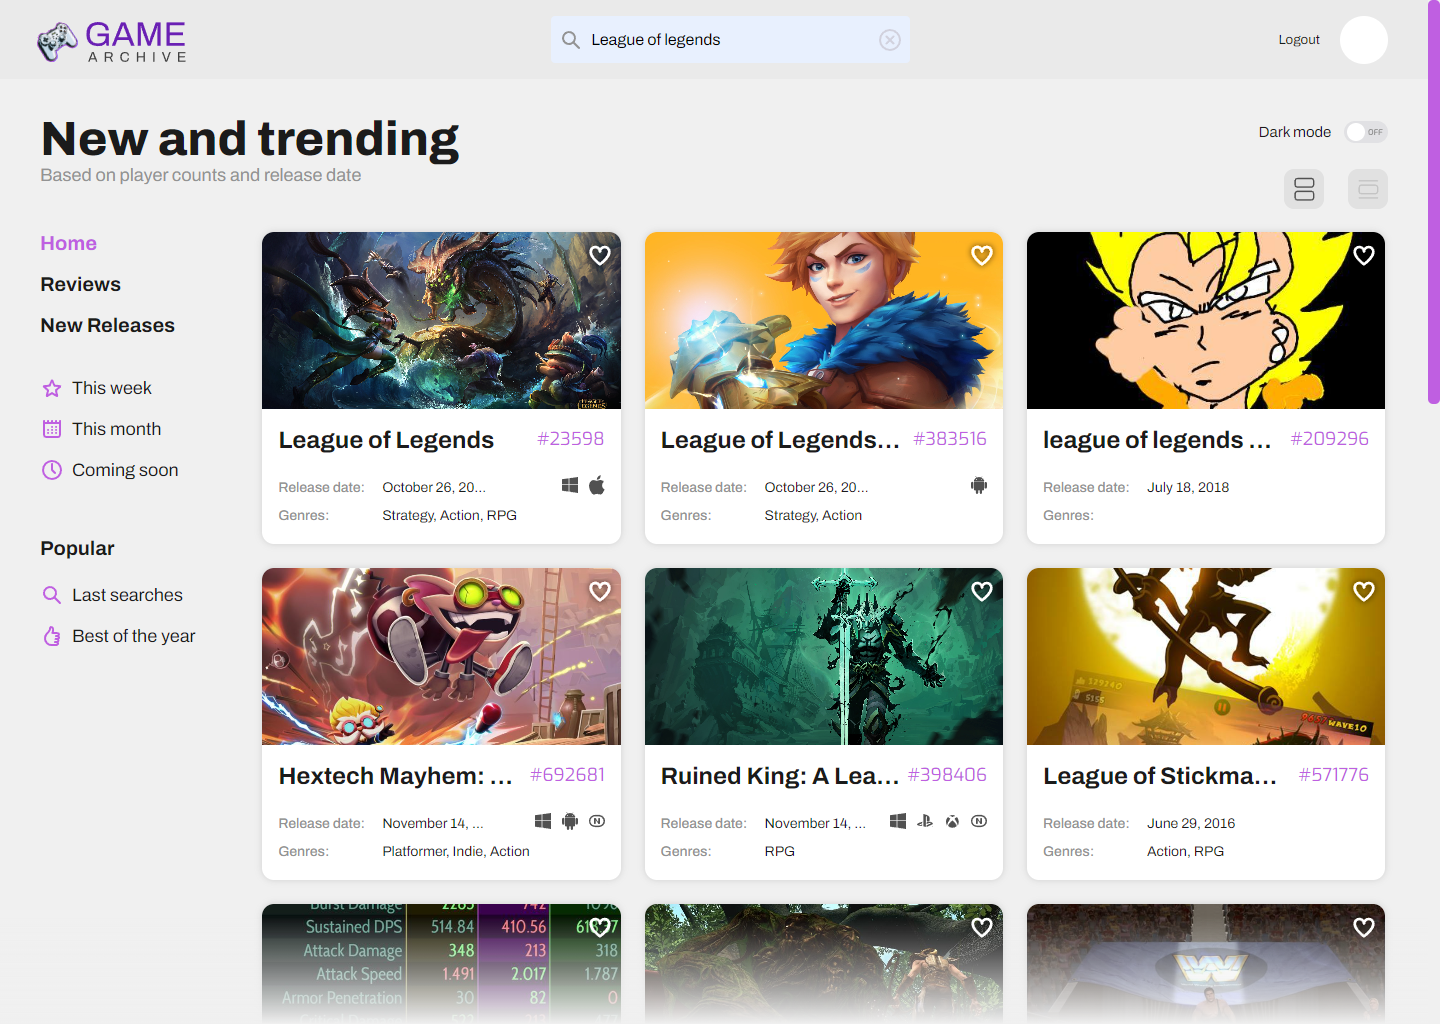 GAME
ARCHIVE
League of legends
Logout
New and trending
Based on player counts and release date
Dark mode
OFF
Home
Reviews
New Releases
This week
This month
Coming soon
Popular
Last searches
Best of the year
League of Legends #23598
Release date: October 26, 20...
Genres: Strategy, Action, RPG
League of Legends... #383516
Release date: October 26, 20...
Genres: Strategy, Action
league of legends ... #209296
Release date: July 18, 2018
Genres:
Hextech Mayhem: ... #692681
Release date: November 14, ...
Genres: Platformer, Indie, Action
Ruined King: A Lea... #398406
Release date: November 14, ...
Genres: RPG
WAVE10
League of Stickma... #571776
Release date: June 29, 2016
Genres: Action, RPG
Burst Damage 2285 742
Sustained DPS 514.84 410.56
Attack Damage 348 213 318
Attack Speed 1.491 2.017 1.787
Armor Penetration 30 82 0